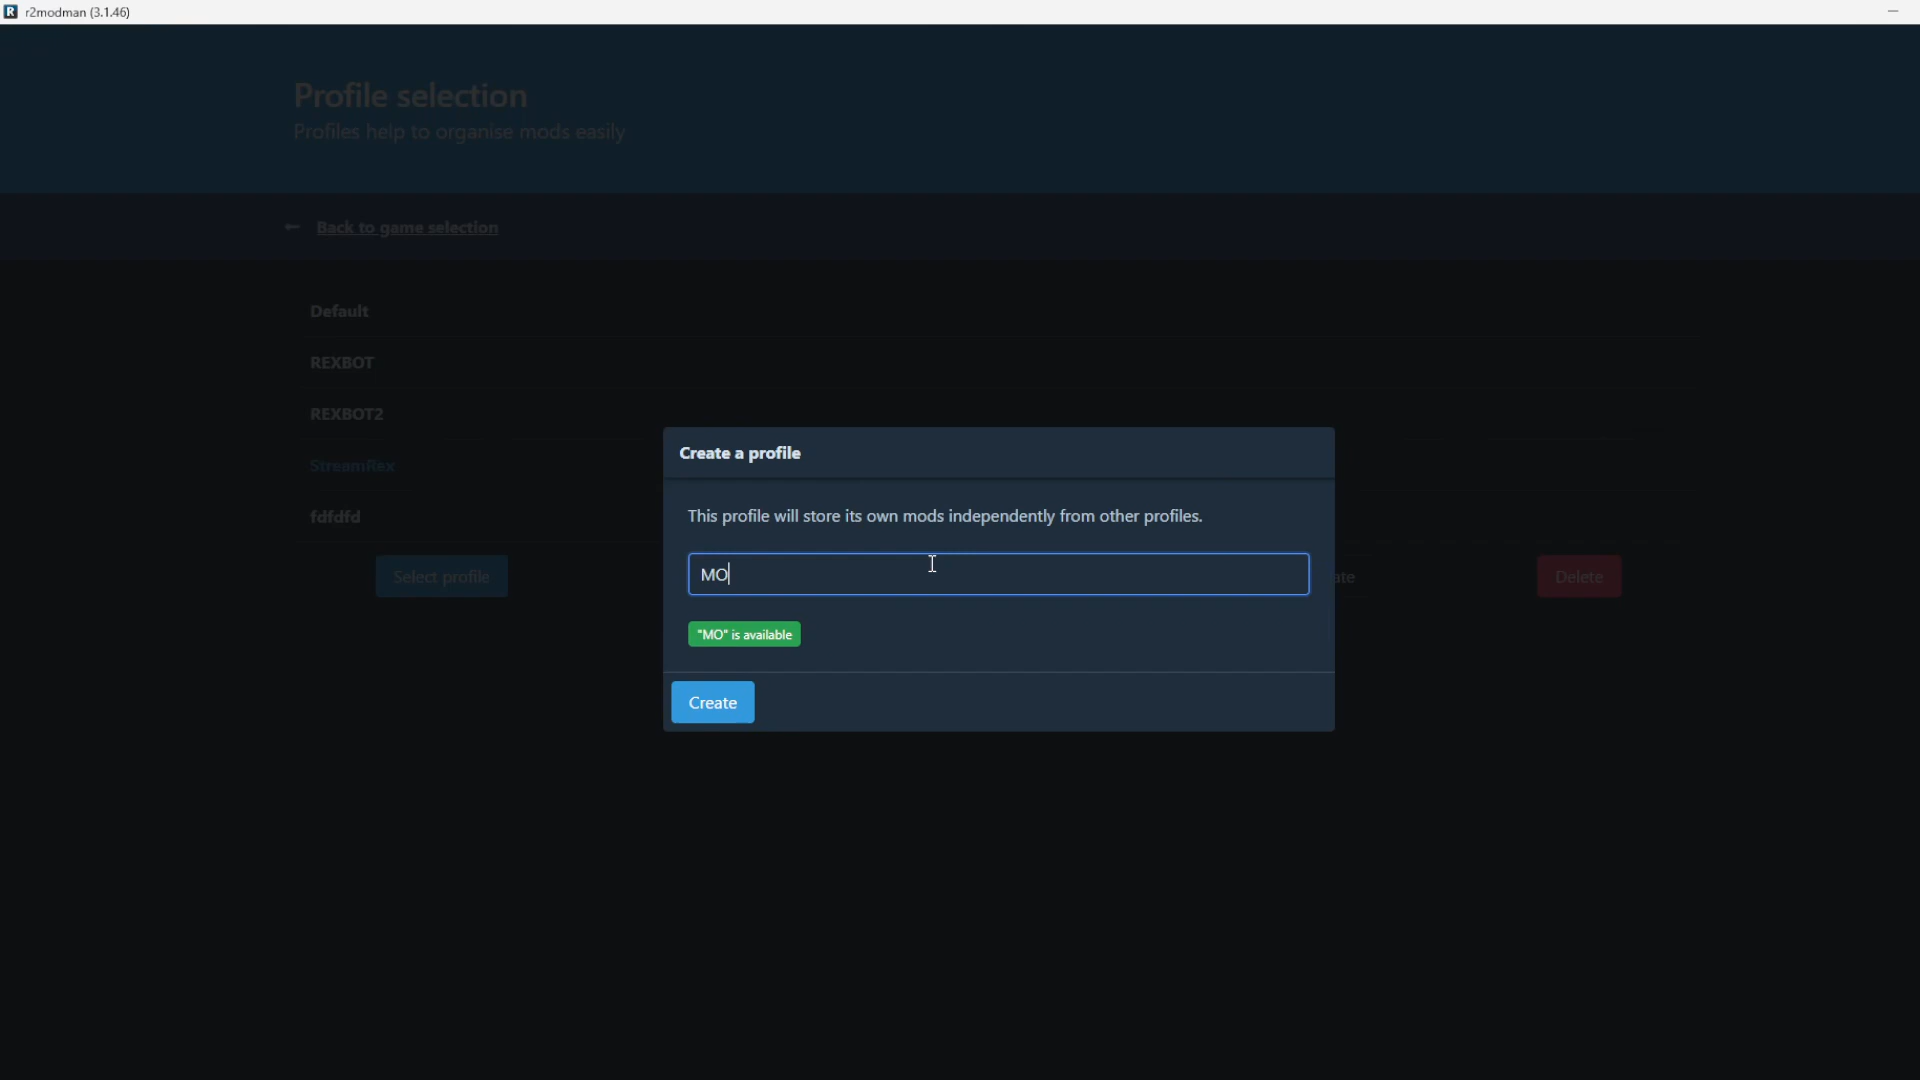 r2modman (3.1.46)
Profile selection
Profiles help to organise mods easily
Back to game selection
Default
REXBOT
REXBOT2
StreamRex
fdfdfd
Create a profile
This profile will store its own mods independently from other profiles.
MO
"MO" is available
Create
Select profile
Delete